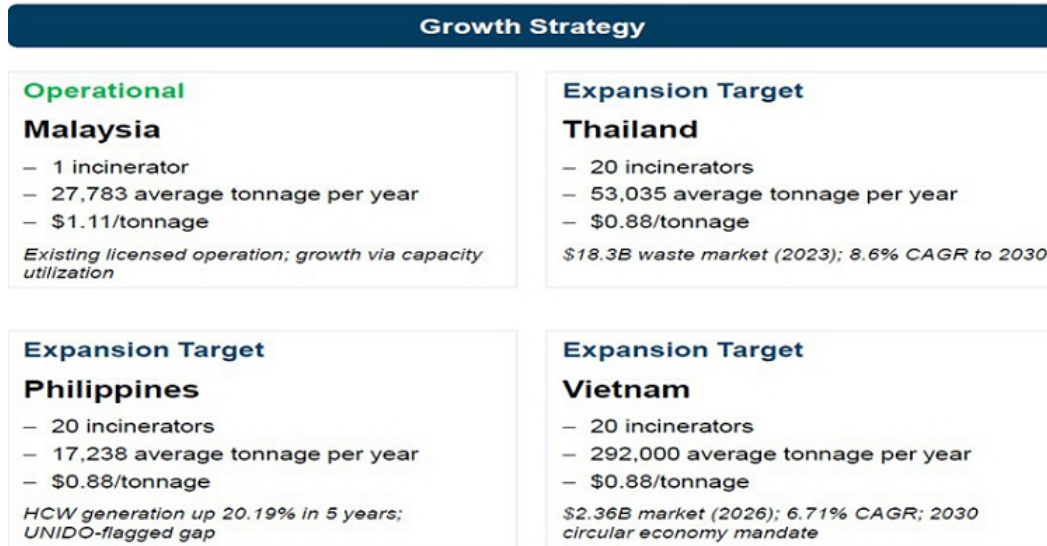 Growth Strategy
Operational
Malaysia
– 1 incinerator
– 27,783 average tonnage per year
– $1.11/tonnage
Existing licensed operation; growth via capacity
utilization
Expansion Target
Thailand
– 20 incinerators
– 53,035 average tonnage per year
– $0.88/tonnage
$18.3B waste market (2023); 8.6% CAGR to 2030
Expansion Target
Philippines
– 20 incinerators
– 17,238 average tonnage per year
– $0.88/tonnage
HCW generation up 20.19% in 5 years;
UNIDO-flagged gap
Expansion Target
Vietnam
– 20 incinerators
– 292,000 average tonnage per year
– $0.88/tonnage
$2.36B market (2026); 6.71% CAGR; 2030
circular economy mandate